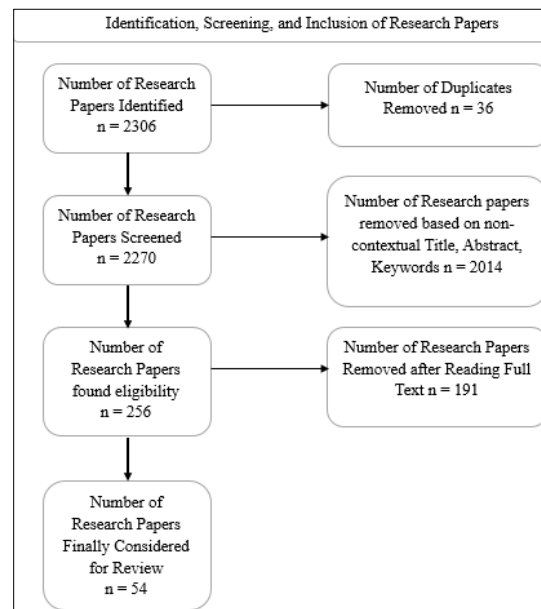 Identification, Screening, and Inclusion of Research Papers
Number of Research
Papers Identified
n = 2306
Number of Duplicates
Removed n = 36
Number of Research
Papers Screened
n = 2270
Number of Research papers
removed based on non-
contextual Title, Abstract,
Keywords n = 2014
Number of
Research Papers
found eligibility
n = 256
Number of Research Papers
Removed after Reading Full
Text n = 191
Number of
Research Papers
Finally Considered
for Review
n = 54